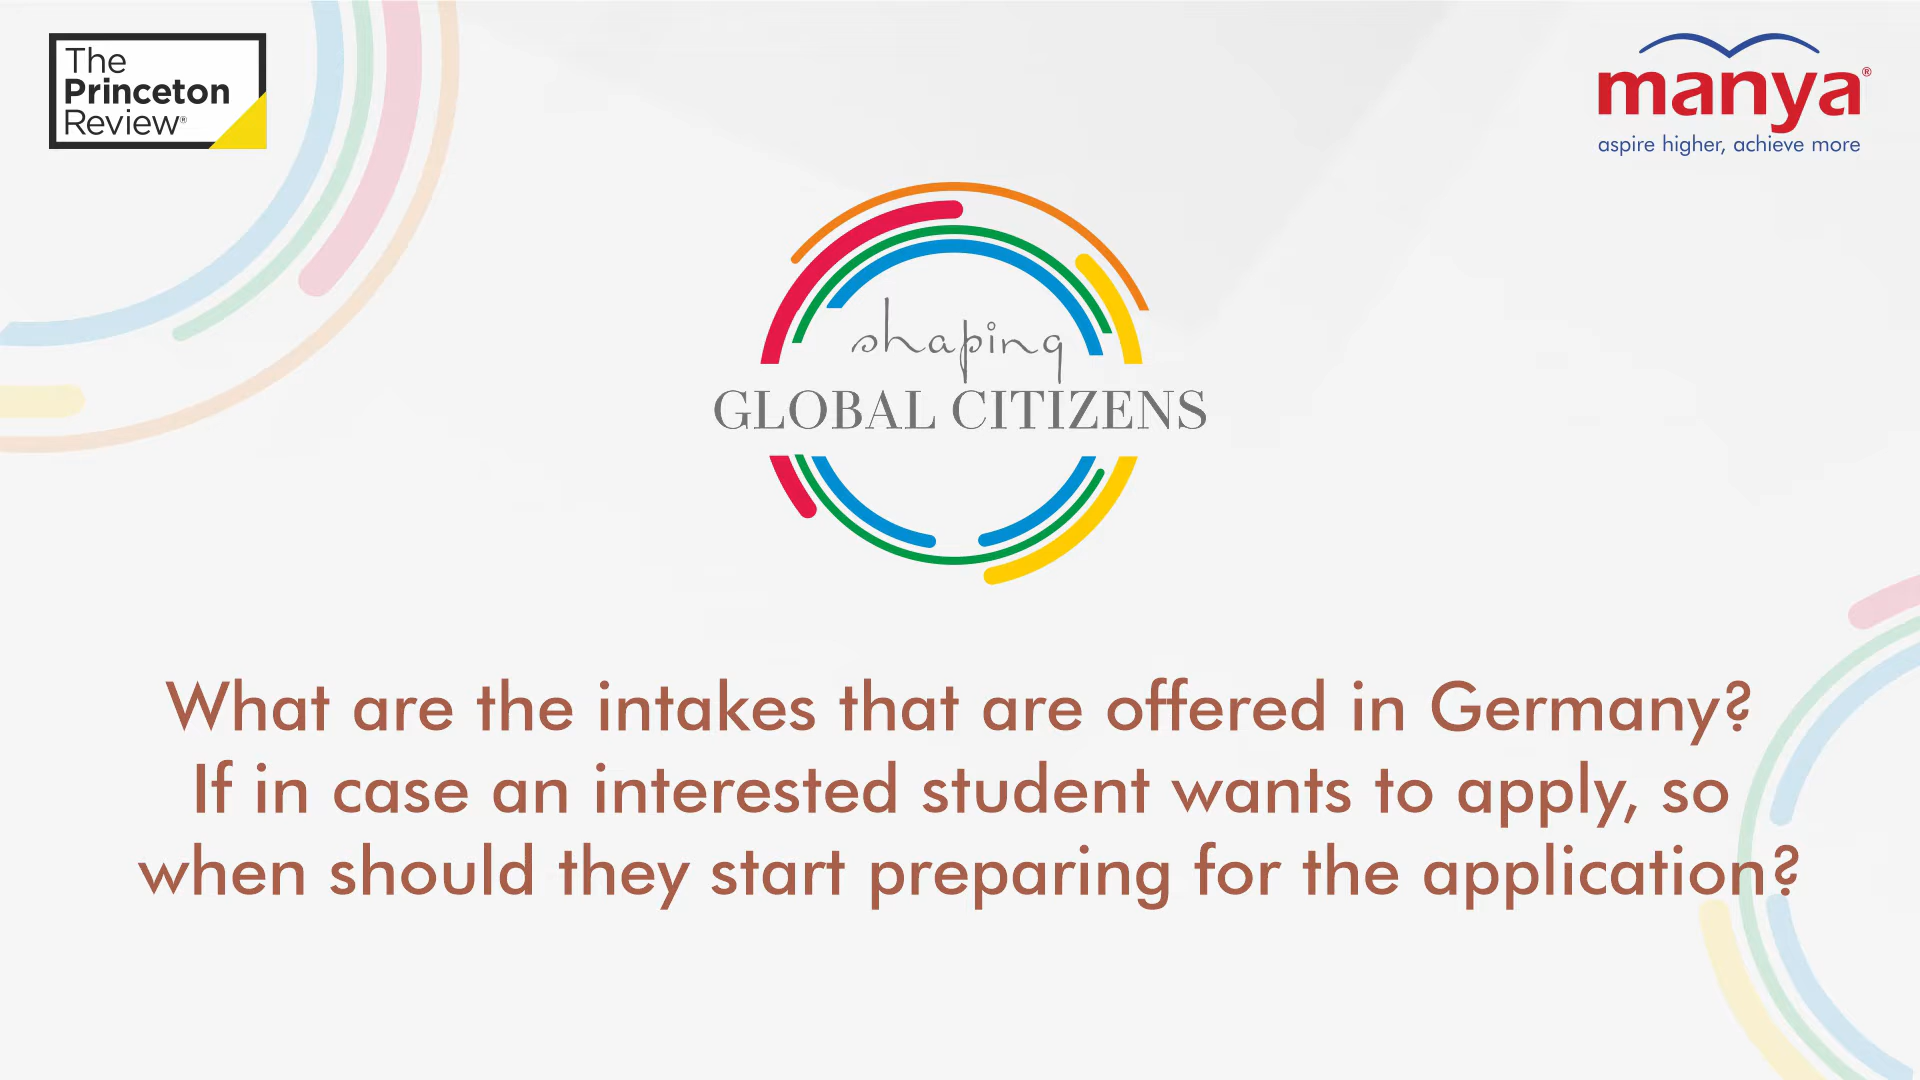 The
Princeton
Review®
manya®
aspire higher, achieve more
shaping
GLOBAL CITIZENS
What are the intakes that are offered in Germany?
If in case an interested student wants to apply, so
when should they start preparing for the application?